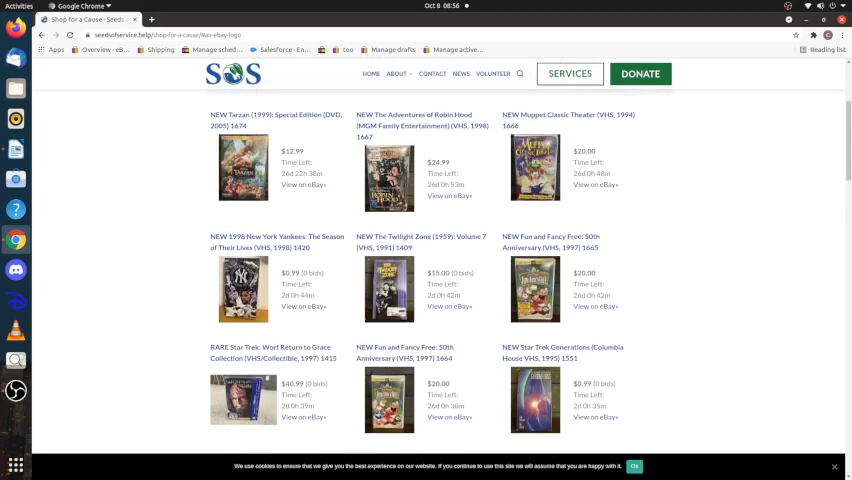 Activities
Google Chrome
Oct 8 08:56
Shop for a Cause - Seeds
seedsofservice.help/shop-for-a-cause/#an-ebay-logo
Apps
Overview - eB...
Shipping
Manage sched...
Salesforce - En...
too
Manage drafts
Manage active...
Reading list
SOS
HOME ABOUT CONTACT NEWS VOLUNTEER
SERVICES
DONATE
NEW Tarzan (1999): Special Edition (DVD,
2005) 1674
$12.99
Time Left:
26d 22h 38m
View on eBay»
NEW The Adventures of Robin Hood
(MGM Family Entertainment) (VHS, 1998)
1667
$24.99
Time Left:
26d 0h 53m
View on eBay»
NEW Muppet Classic Theater (VHS, 1994)
1666
$20.00
Time Left:
26d 0h 48m
View on eBay»
NEW 1998 New York Yankees: The Season
of Their Lives (VHS, 1998) 1420
$0.99 (0 bids)
Time Left:
2d 0h 44m
View on eBay»
NEW The Twilight Zone (1959): Volume 7
(VHS, 1991) 1409
$15.00 (0 bids)
Time Left:
2d 0h 42m
View on eBay»
NEW Fun and Fancy Free: 50th
Anniversary (VHS, 1997) 1665
$20.00
Time Left:
26d 0h 42m
View on eBay»
RARE Star Trek: Worf Return to Grace
Collection (VHS/Collectible, 1997) 1415
$40.99 (0 bids)
Time Left:
2d 0h 39m
View on eBay»
NEW Fun and Fancy Free: 50th
Anniversary (VHS, 1997) 1664
$20.00
Time Left:
26d 0h 38m
View on eBay»
NEW Star Trek Generations (Columbia
House VHS, 1995) 1551
$0.99 (0 bids)
Time Left:
2d 0h 35m
View on eBay»
We use cookies to ensure that we give you the best experience on our website. If you continue to use this site we will assume that you are happy with it.
Ok